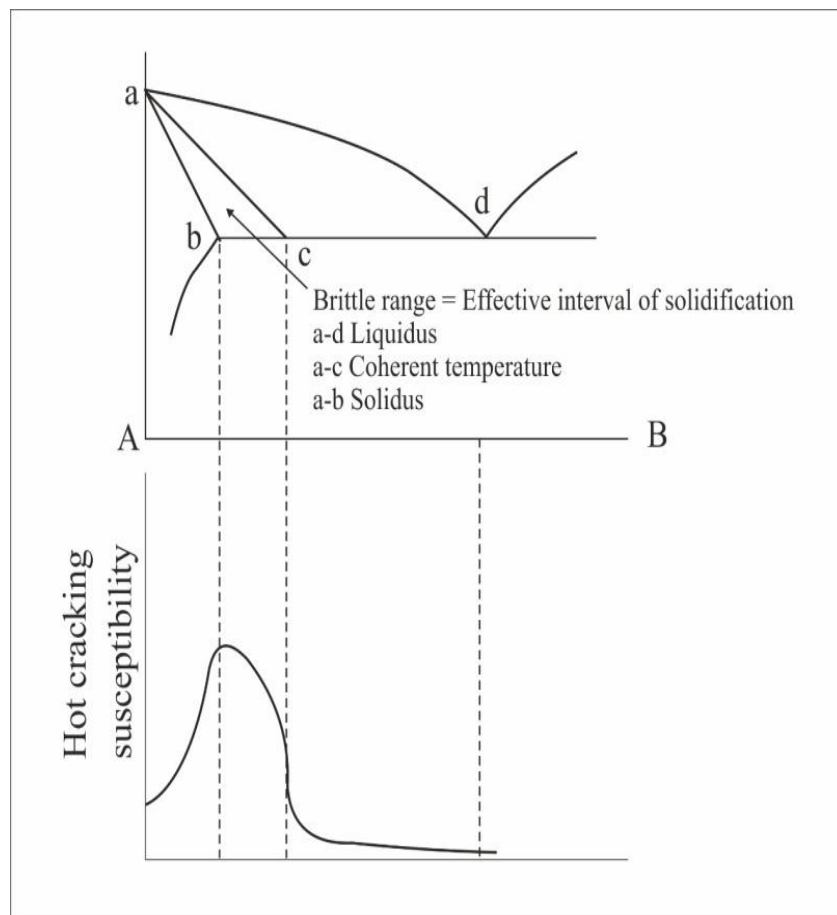 a
d
b
c
Brittle range = Effective interval of solidification
a-d Liquidus
a-c Coherent temperature
a-b Solidus
A
B
Hot cracking
susceptibility